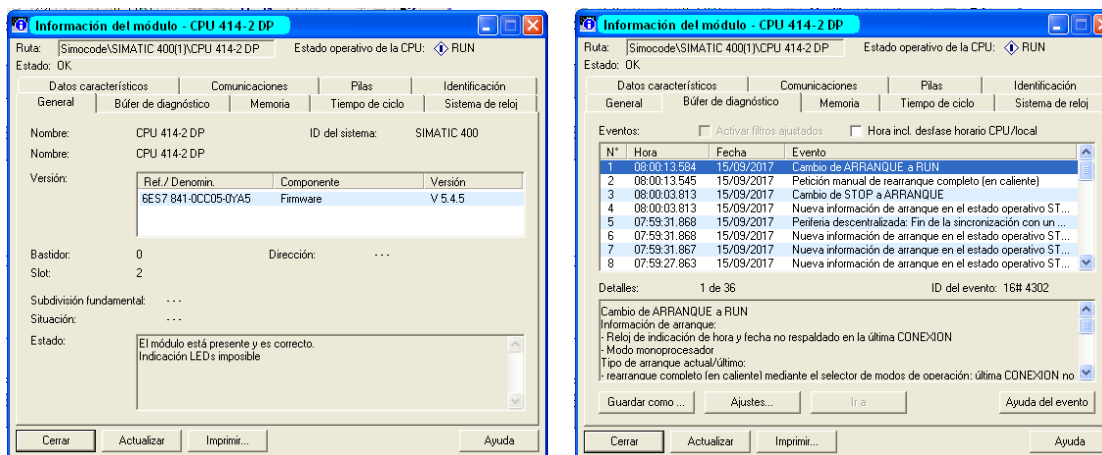 Información del módulo - CPU 414-2 DP
Ruta: Simocode\SIMATIC 400(1)\CPU 414-2 DP Estado operativo de la CPU: RUN
Estado: OK
Datos característicos Comunicaciones Pilas Identificación
General Búfer de diagnóstico Memoria Tiempo de ciclo Sistema de reloj
Nombre: CPU 414-2 DP ID del sistema: SIMATIC 400
Nombre: CPU 414-2 DP
Versión:
Ref./ Denomin. Componente Versión
6ES7 841-0CC05-0YA5 Firmware V 5.4.5
Bastidor: 0 Dirección: - - -
Slot: 2
Subdivisión fundamental: - - -
Situación: - - -
Estado: El módulo está presente y es correcto.
Indicación LEDs imposible
Cerrar Actualizar Imprimir... Ayuda
Información del módulo - CPU 414-2 DP
Ruta: Simocode\SIMATIC 400(1)\CPU 414-2 DP Estado operativo de la CPU: RUN
Estado: OK
Datos característicos Comunicaciones Pilas Identificación
General Búfer de diagnóstico Memoria Tiempo de ciclo Sistema de reloj
Eventos: Activar filtros ajustados Hora incl. desfase horario CPU/local
N° Hora Fecha Evento
1 08:00:13.584 15/09/2017 Cambio de ARRANQUE a RUN
2 08:00:13.545 15/09/2017 Petición manual de rearranque completo (en caliente)
3 08:00:03.813 15/09/2017 Cambio de STOP a ARRANQUE
4 08:00:03.813 15/09/2017 Nueva información de arranque en el estado operativo ST...
5 07:59:31.868 15/09/2017 Periferia descentralizada: Fin de la sincronización con un ...
6 07:59:31.868 15/09/2017 Nueva información de arranque en el estado operativo ST...
7 07:59:31.867 15/09/2017 Nueva información de arranque en el estado operativo ST...
8 07:59:27.863 15/09/2017 Nueva información de arranque en el estado operativo ST...
Detalles: 1 de 36 ID del evento: 16# 4302
Cambio de ARRANQUE a RUN
Información de arranque:
- Reloj de indicación de hora y fecha no respaldado en la última CONEXION
- Modo monoprocesador
Tipo de arranque actual/último:
- rearranque completo (en caliente) mediante el selector de modos de operación: última CONEXION no
Guardar como ... Ajustes... Ir a Ayuda del evento
Cerrar Actualizar Imprimir... Ayuda